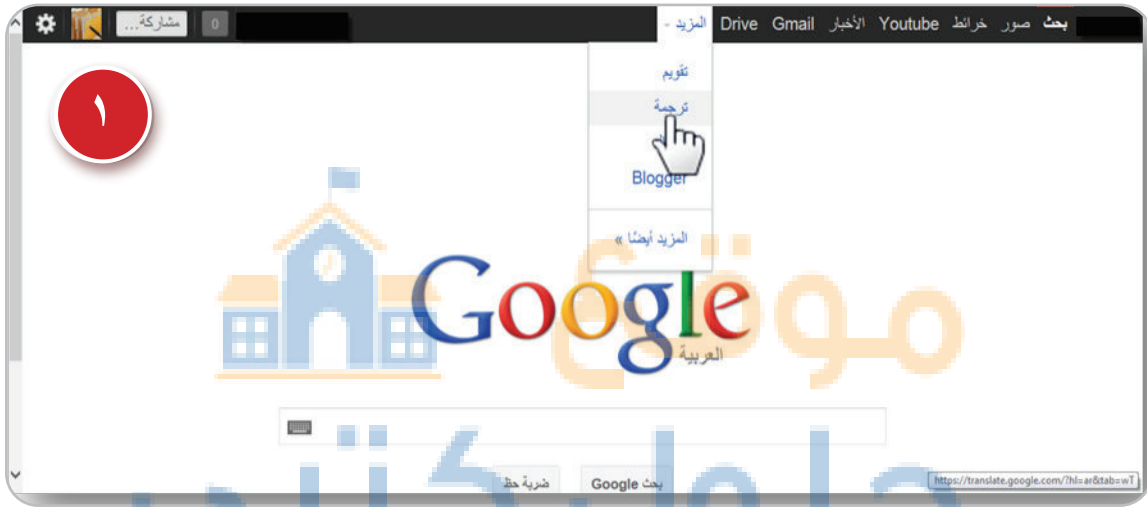 بحث صور خرائط Youtube الأخبار Gmail Drive المزيد
0 مشاركة...
١
تقويم
ترجمة
Blogger
المزيد أيضًا »
Google
العربية
بحث Google ضربة حظ
https://translate.google.com/?hl=ar&tab=wT
موقع